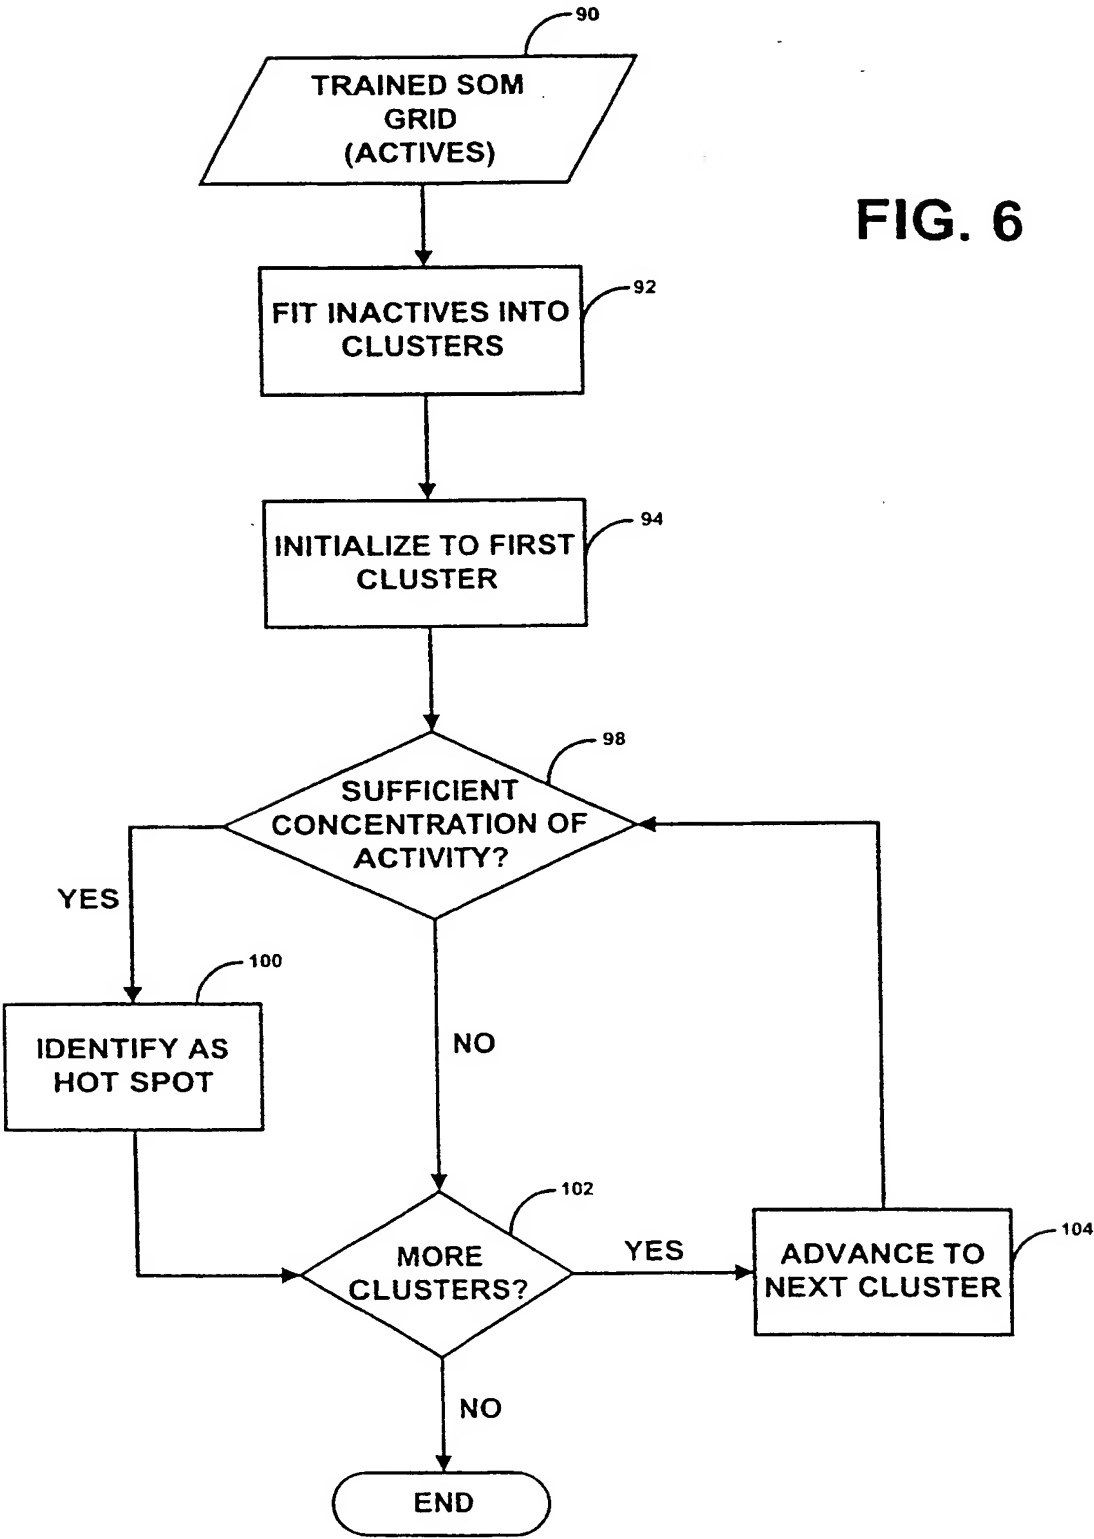 90
TRAINED SOM
GRID
(ACTIVES)
FIG. 6
92
FIT INACTIVES INTO
CLUSTERS
94
INITIALIZE TO FIRST
CLUSTER
98
SUFFICIENT
CONCENTRATION OF
ACTIVITY?
YES
100
IDENTIFY AS
HOT SPOT
NO
102
MORE
CLUSTERS?
YES
104
ADVANCE TO
NEXT CLUSTER
NO
END